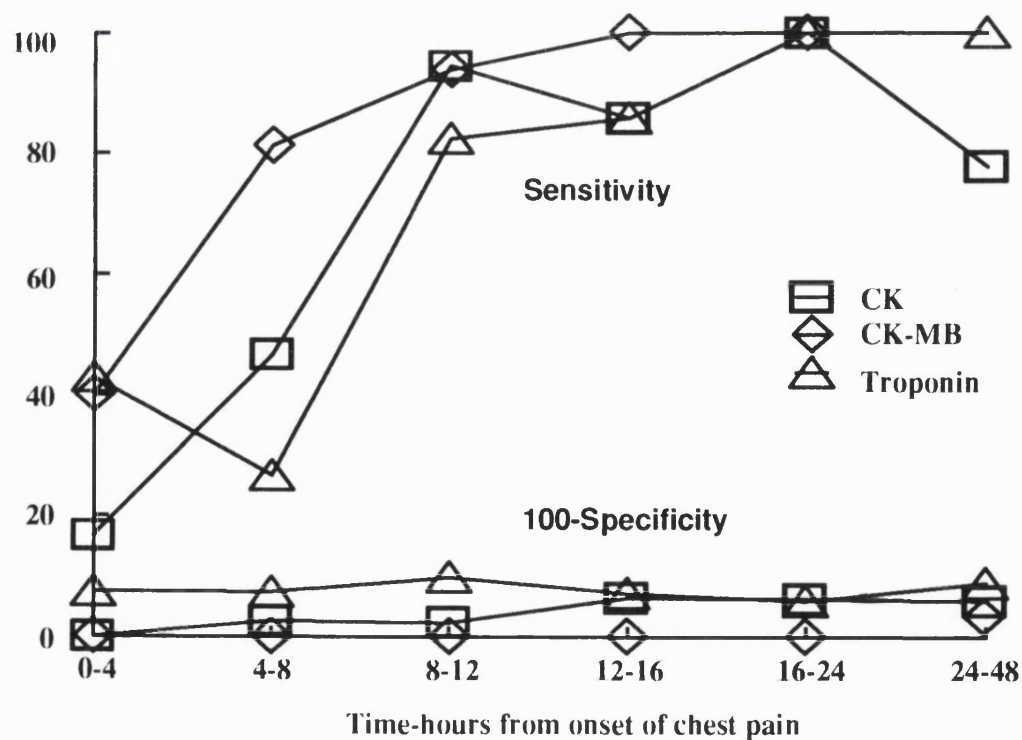 100
80
60
40
20
0
Sensitivity
CK
CK-MB
Troponin
100-Specificity
0-4 4-8 8-12 12-16 16-24 24-48
Time-hours from onset of chest pain